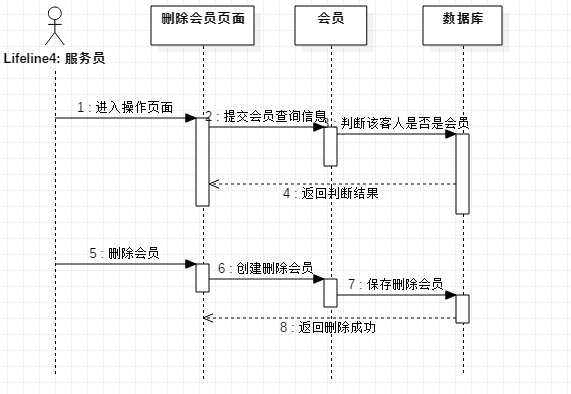 删除会员页面
会员
数据库
Lifeline4: 服务员
1 : 进入操作页面
2 : 提交会员查询信息
判断该客人是否是会员
4 : 返回判断结果
5 : 删除会员
6 : 创建删除会员
7 : 保存删除会员
8 : 返回删除成功